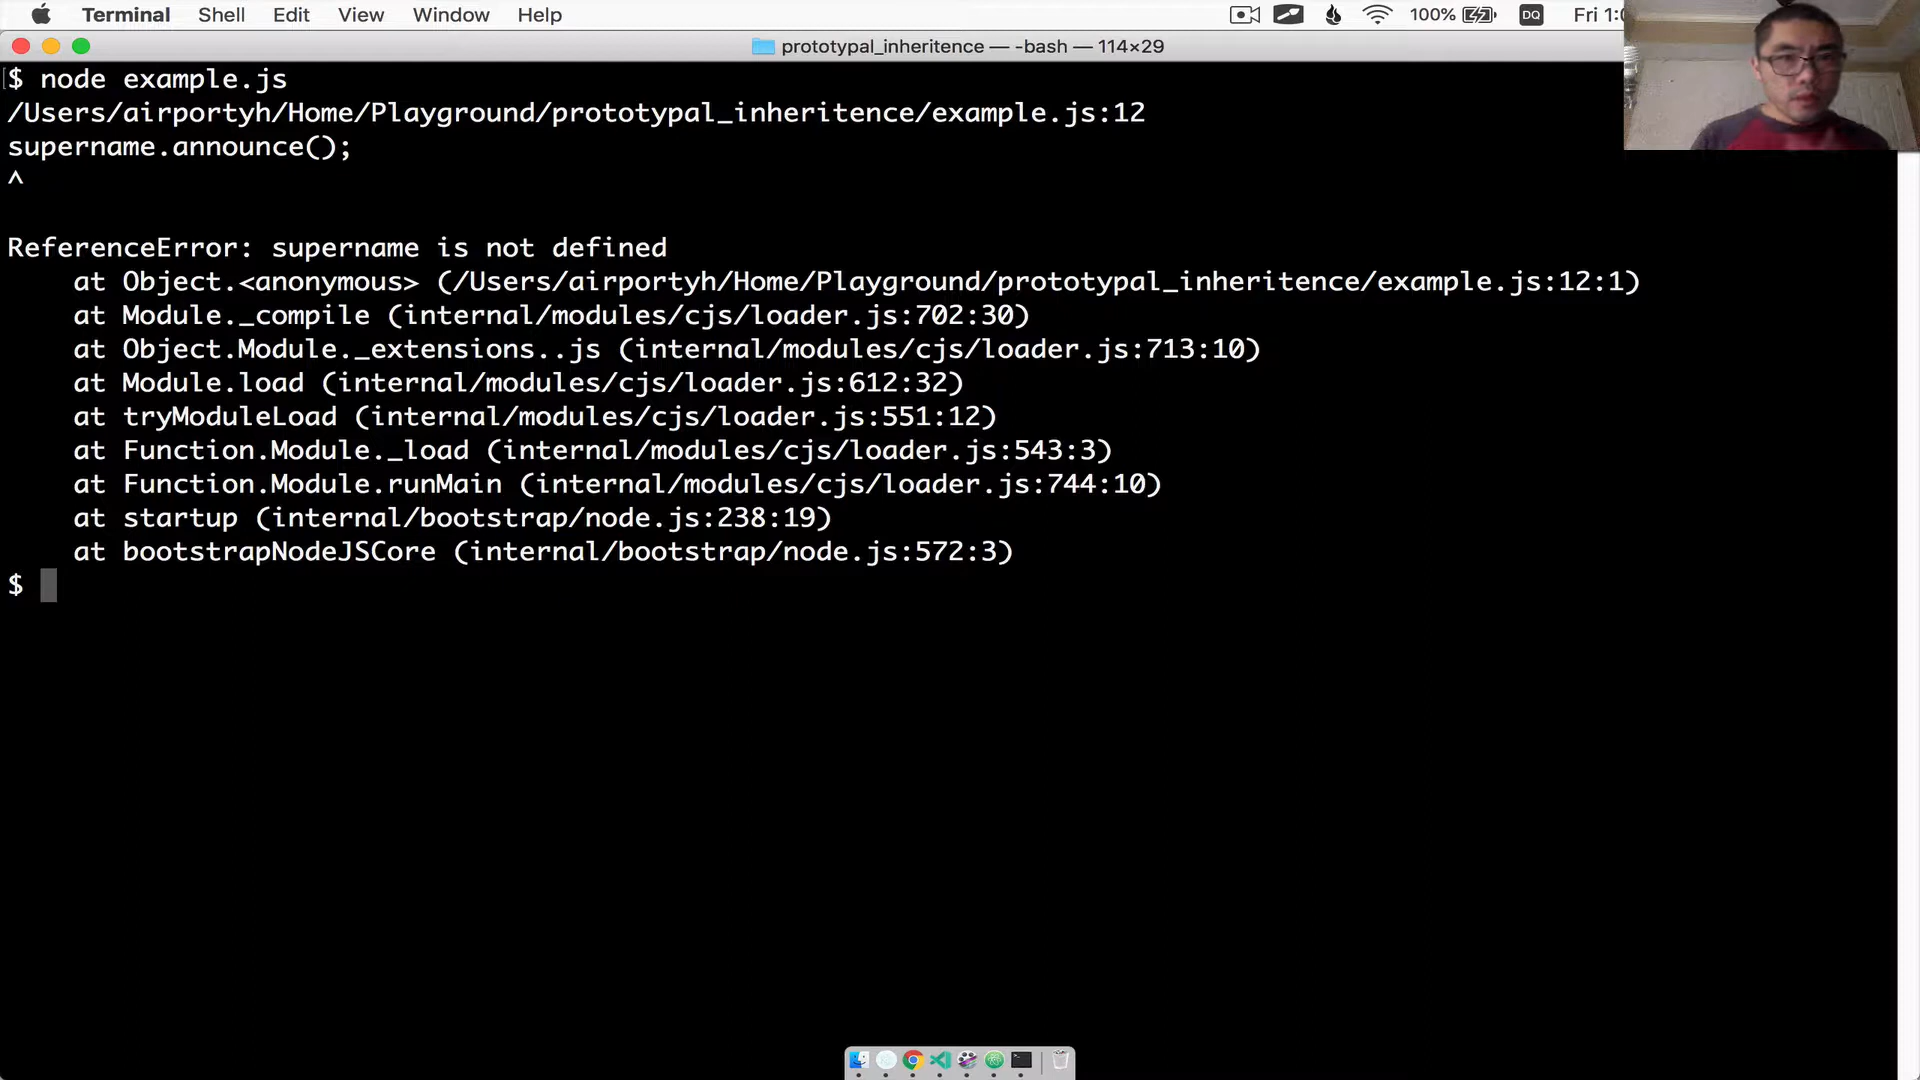 Terminal Shell Edit View Window Help 100% DQ Fri 1:0
prototypal_inheritence — -bash — 114×29
$ node example.js
/Users/airportyh/Home/Playground/prototypal_inheritence/example.js:12
supername.announce();
^
ReferenceError: supername is not defined
at Object.<anonymous> (/Users/airportyh/Home/Playground/prototypal_inheritence/example.js:12:1)
at Module._compile (internal/modules/cjs/loader.js:702:30)
at Object.Module._extensions..js (internal/modules/cjs/loader.js:713:10)
at Module.load (internal/modules/cjs/loader.js:612:32)
at tryModuleLoad (internal/modules/cjs/loader.js:551:12)
at Function.Module._load (internal/modules/cjs/loader.js:543:3)
at Function.Module.runMain (internal/modules/cjs/loader.js:744:10)
at startup (internal/bootstrap/node.js:238:19)
at bootstrapNodeJSCore (internal/bootstrap/node.js:572:3)
$